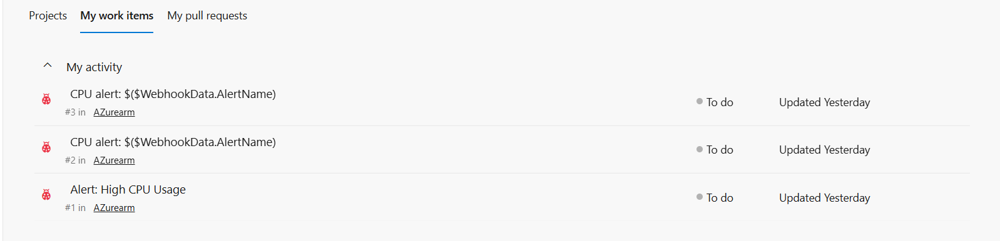 Projects My work items My pull requests
My activity
CPU alert: $($WebhookData.AlertName)
#3 in AZurearm
To do Updated Yesterday
CPU alert: $($WebhookData.AlertName)
#2 in AZurearm
To do Updated Yesterday
Alert: High CPU Usage
#1 in AZurearm
To do Updated Yesterday